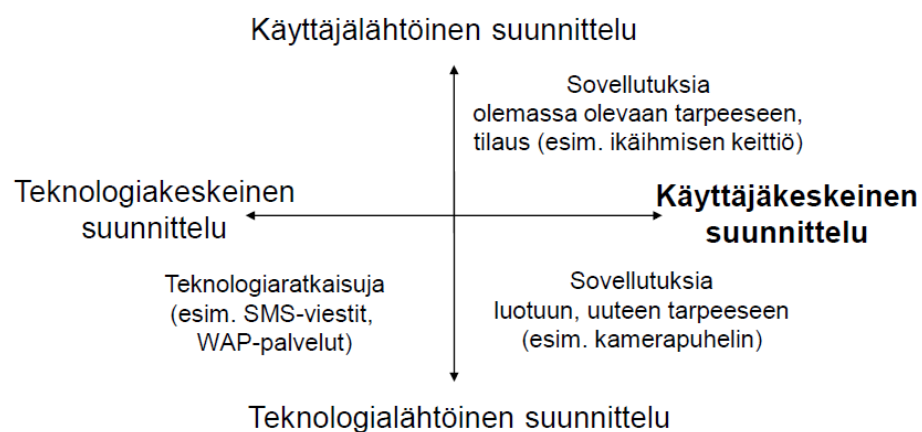 Käyttäjälähtöinen suunnittelu
Sovellutuksia
olemassa olevaan tarpeeseen,
tilaus (esim. ikäihmisen keittiö)
Teknologiakeskeinen
suunnittelu
Käyttäjäkeskeinen
suunnittelu
Teknologiaratkaisuja
(esim. SMS-viestit,
WAP-palvelut)
Sovellutuksia
luotuun, uuteen tarpeeseen
(esim. kamerapuhelin)
Teknologialähtöinen suunnittelu